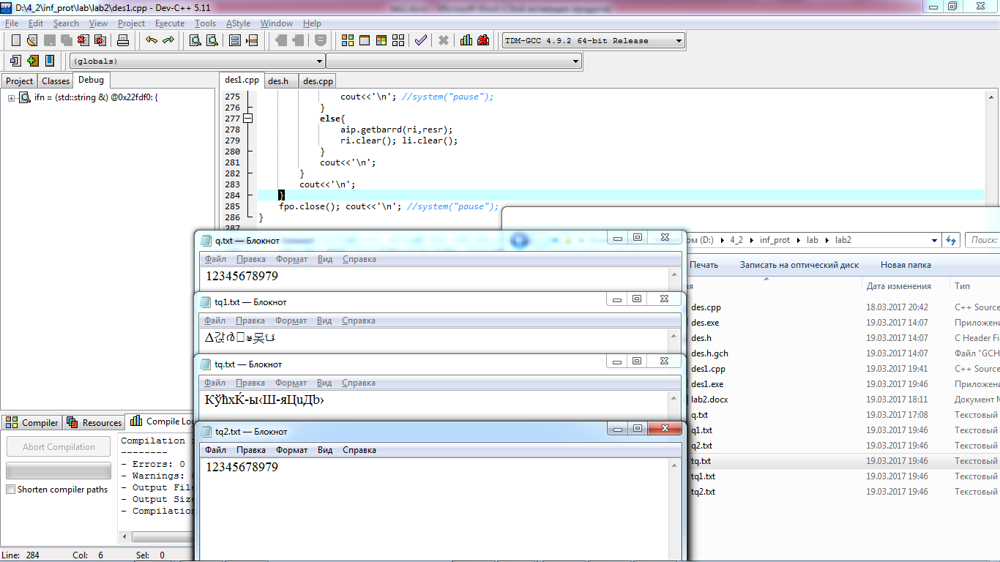 D:\4_2\inf_prot\lab\lab2\des1.cpp - Dev-C++ 5.11
File Edit Search View Project Execute Tools AStyle Window Help
TDM-GCC 4.9.2 64-bit Release
(globals)
Project Classes Debug
ifn = (std::string &) @0x22fdf0: {
des1.cpp des.h des.cpp
275 cout<<'\n'; //system("pause");
276 }
277 else{
278 aip.getbarrd(ri,resr);
279 ri.clear(); li.clear();
280 }
281 cout<<'\n';
282 }
283 cout<<'\n';
284 }
285 fpo.close(); cout<<'\n'; //system("pause");
286 }
287
q.txt — Блокнот
Файл Правка Формат Вид Справка
12345678979
tq1.txt — Блокнот
Файл Правка Формат Вид Справка
tq.txt — Блокнот
Файл Правка Формат Вид Справка
КўћхЌ-ы‹Ш-яЦuДb›
tq2.txt — Блокнот
Файл Правка Формат Вид Справка
12345678979
ом (D:) 4_2 inf_prot lab lab2
Поиск:
Печать Записать на оптический диск Новая папка
Дата изменения Тип
des.cpp 18.03.2017 20:42 C++ Source
des.exe 19.03.2017 14:07 Приложени
des.h 19.03.2017 14:07 C Header Fi
des.h.gch 19.03.2017 14:07 Файл "GCH
des1.cpp 19.03.2017 19:41 C++ Source
des1.exe 19.03.2017 19:46 Приложени
lab2.docx 19.03.2017 18:11 Документ M
q.txt 19.03.2017 17:08 Текстовый
q1.txt 19.03.2017 19:46 Текстовый
q2.txt 19.03.2017 19:46 Текстовый
tq.txt 19.03.2017 19:46 Текстовый
tq1.txt 19.03.2017 19:46 Текстовый
tq2.txt 19.03.2017 19:46 Текстовый
Compiler Resources Compile Log
Abort Compilation
Shorten compiler paths
Compilation
--------
- Errors: 0
- Warnings:
- Output File
- Output Size
- Compilation
Line: 284 Col: 6 Sel: 0